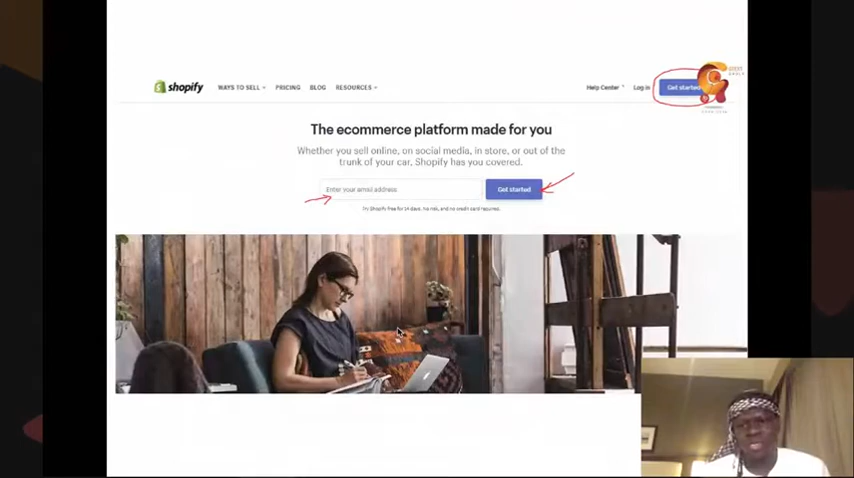 shopify
WAYS TO SELL
PRICING
BLOG
RESOURCES
Help Center
Log in
Get started
The ecommerce platform made for you
Whether you sell online, on social media, in store, or out of the
trunk of your car, Shopify has you covered.
Enter your email address
Get started
Try Shopify free for 14 days. No risk, and no credit card required.